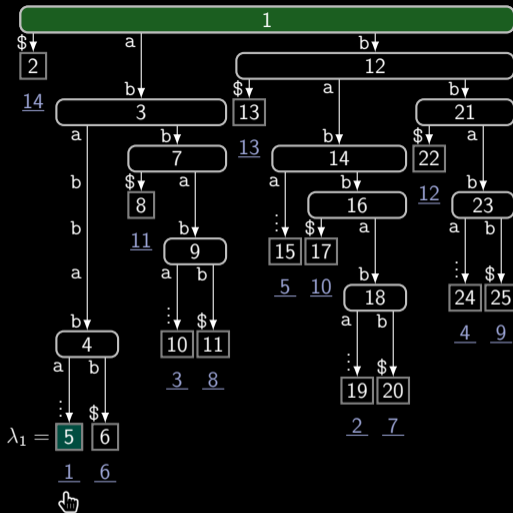 1
$ a b
2 b 12
14 b $ a b
3 13 21
a b b 13 b $ a
7 14 22
b $ a a b 12 b
8 16 23
b 11 b ⋮ $ a a b
9 15 17
a a b 5 10 b ⋮ $
18 24 25
b ⋮ $ a b 4 9
4 10 11
a b 3 8 ⋮ $
19 20
⋮ $ 2 7
λ₁ = 5 6
1 6